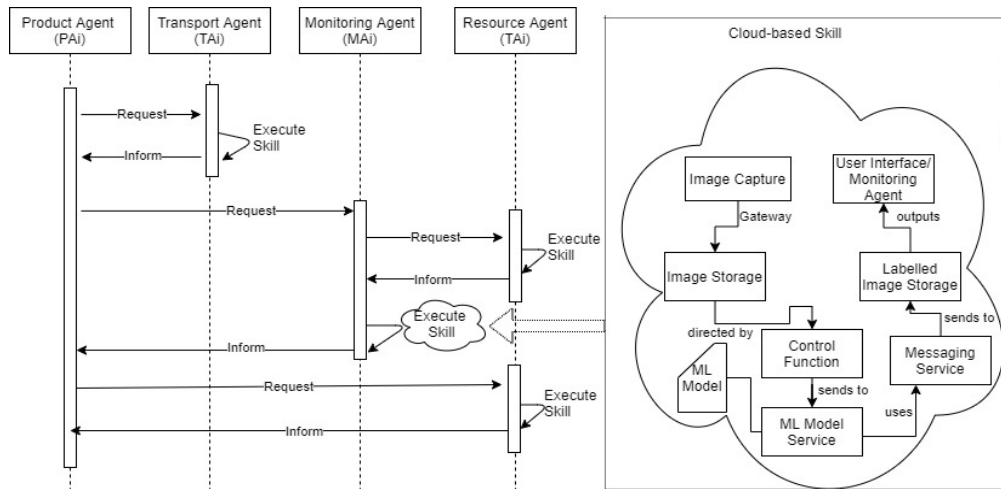 Product Agent
(PAi)
Transport Agent
(TAi)
Monitoring Agent
(MAi)
Resource Agent
(TAi)
Request
Execute
Skill
Inform
Request
Request
Execute
Skill
Inform
Execute
Skill
Inform
Request
Execute
Skill
Inform
Cloud-based Skill
Image Capture
Gateway
Image Storage
directed by
Control
Function
ML
Model
sends to
ML Model
Service
uses
Messaging
Service
sends to
Labelled
Image Storage
outputs
User Interface/
Monitoring
Agent